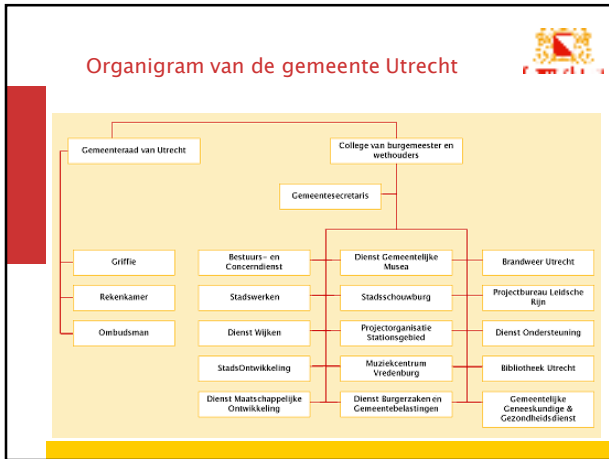 Organigram van de gemeente Utrecht
Gemeenteraad van Utrecht
College van burgemeester en
wethouders
Gemeentesecretaris
Griffie
Bestuurs- en
Concerndienst
Dienst Gemeentelijke
Musea
Brandweer Utrecht
Rekenkamer
Stadswerken
Stadsschouwburg
Projectbureau Leidsche
Rijn
Ombudsman
Dienst Wijken
Projectorganisatie
Stationsgebied
Dienst Ondersteuning
StadsOntwikkeling
Muziekcentrum
Vredenburg
Bibliotheek Utrecht
Dienst Maatschappelijke
Ontwikkeling
Dienst Burgerzaken en
Gemeentebelastingen
Gemeentelijke
Geneeskundige &
Gezondheidsdienst